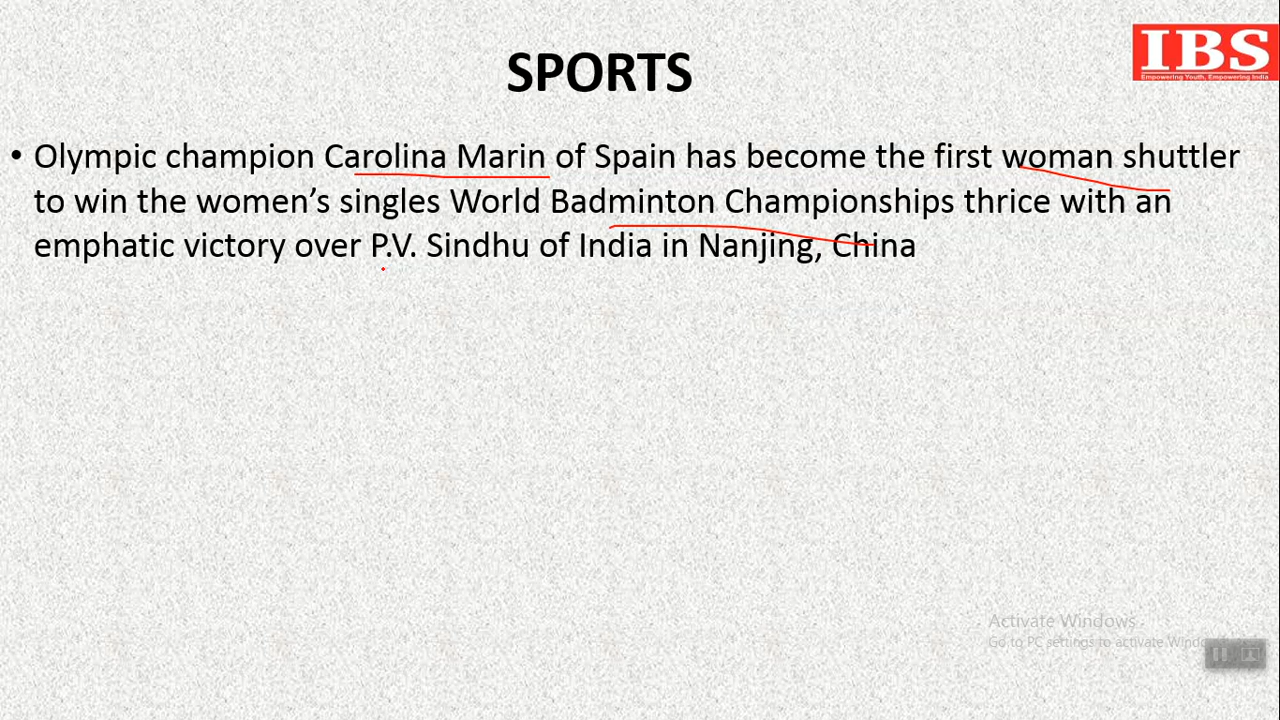 IBS
Empowering Youth, Empowering India
SPORTS
• Olympic champion Carolina Marin of Spain has become the first woman shuttler
to win the women’s singles World Badminton Championships thrice with an
emphatic victory over P.V. Sindhu of India in Nanjing, China
Activate Windows
Go to PC settings to activate